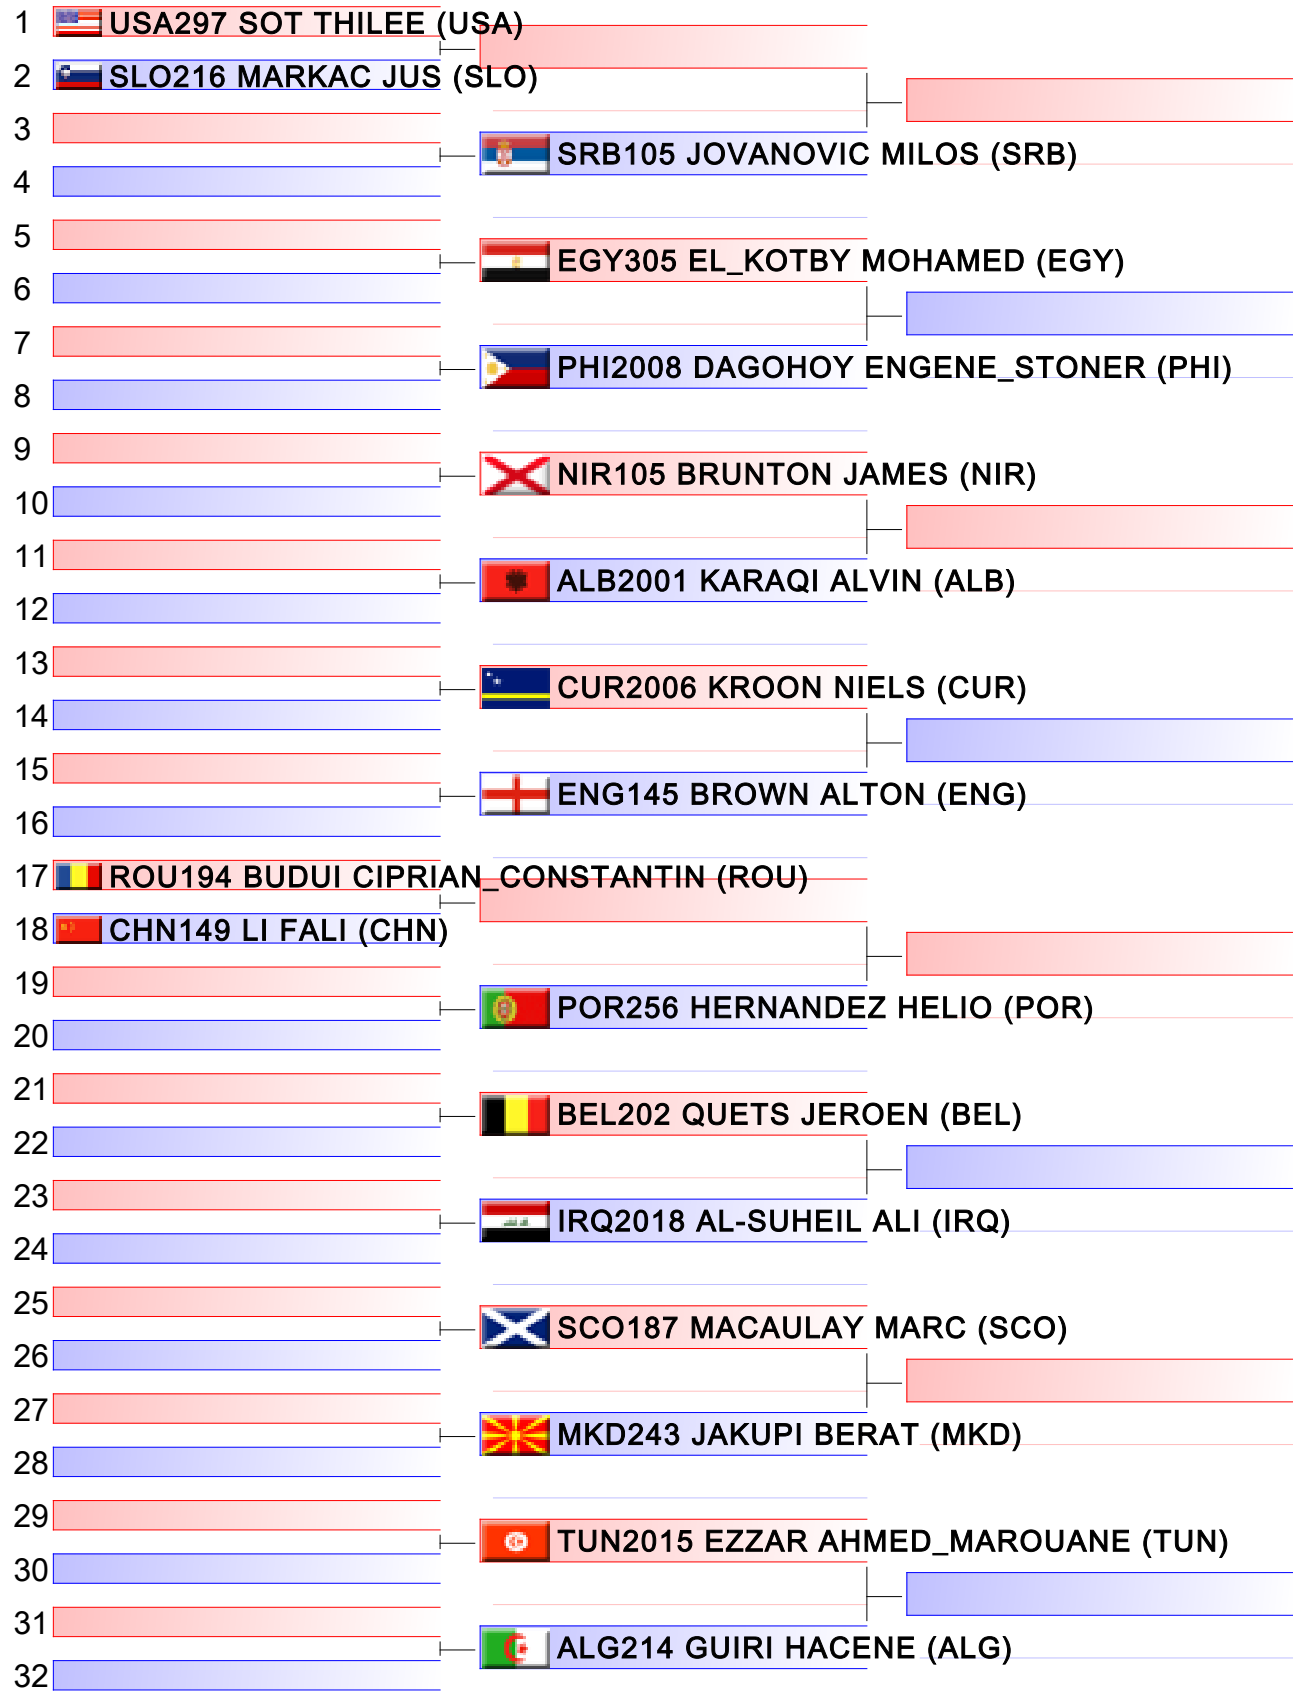 1 USA297 SOT THILEE (USA)
2 SLO216 MARKAC JUS (SLO)
3
SRB105 JOVANOVIC MILOS (SRB)
4
5
EGY305 EL_KOTBY MOHAMED (EGY)
6
7
PHI2008 DAGOHOY ENGENE_STONER (PHI)
8
9
NIR105 BRUNTON JAMES (NIR)
10
11
ALB2001 KARAQI ALVIN (ALB)
12
13
CUR2006 KROON NIELS (CUR)
14
15
ENG145 BROWN ALTON (ENG)
16
17 ROU194 BUDUI CIPRIAN_CONSTANTIN (ROU)
18 CHN149 LI FALI (CHN)
19
POR256 HERNANDEZ HELIO (POR)
20
21
BEL202 QUETS JEROEN (BEL)
22
23
IRQ2018 AL-SUHEIL ALI (IRQ)
24
25
SCO187 MACAULAY MARC (SCO)
26
27
MKD243 JAKUPI BERAT (MKD)
28
29
TUN2015 EZZAR AHMED_MAROUANE (TUN)
30
31
ALG214 GUIRI HACENE (ALG)
32